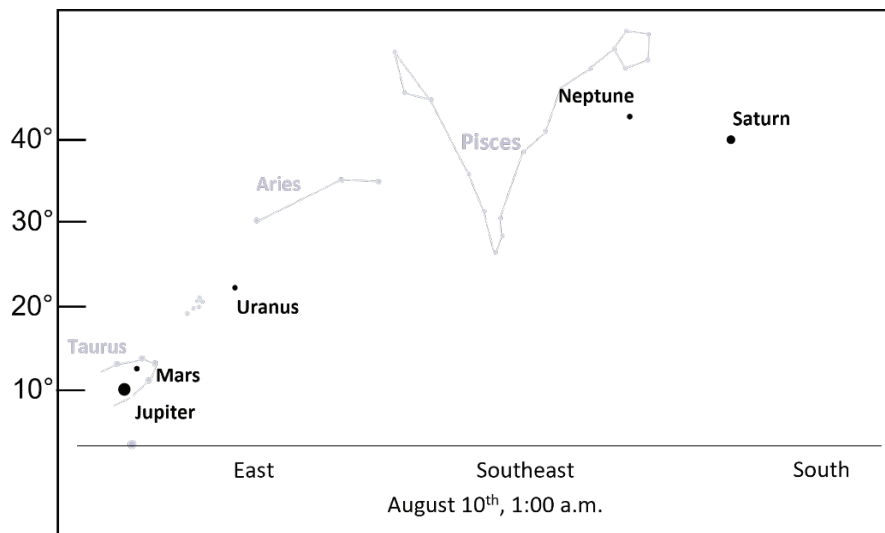 Neptune
Saturn
40°
Pisces
Aries
30°
20°
Uranus
Taurus
Mars
10°
Jupiter
East Southeast South
August 10th, 1:00 a.m.